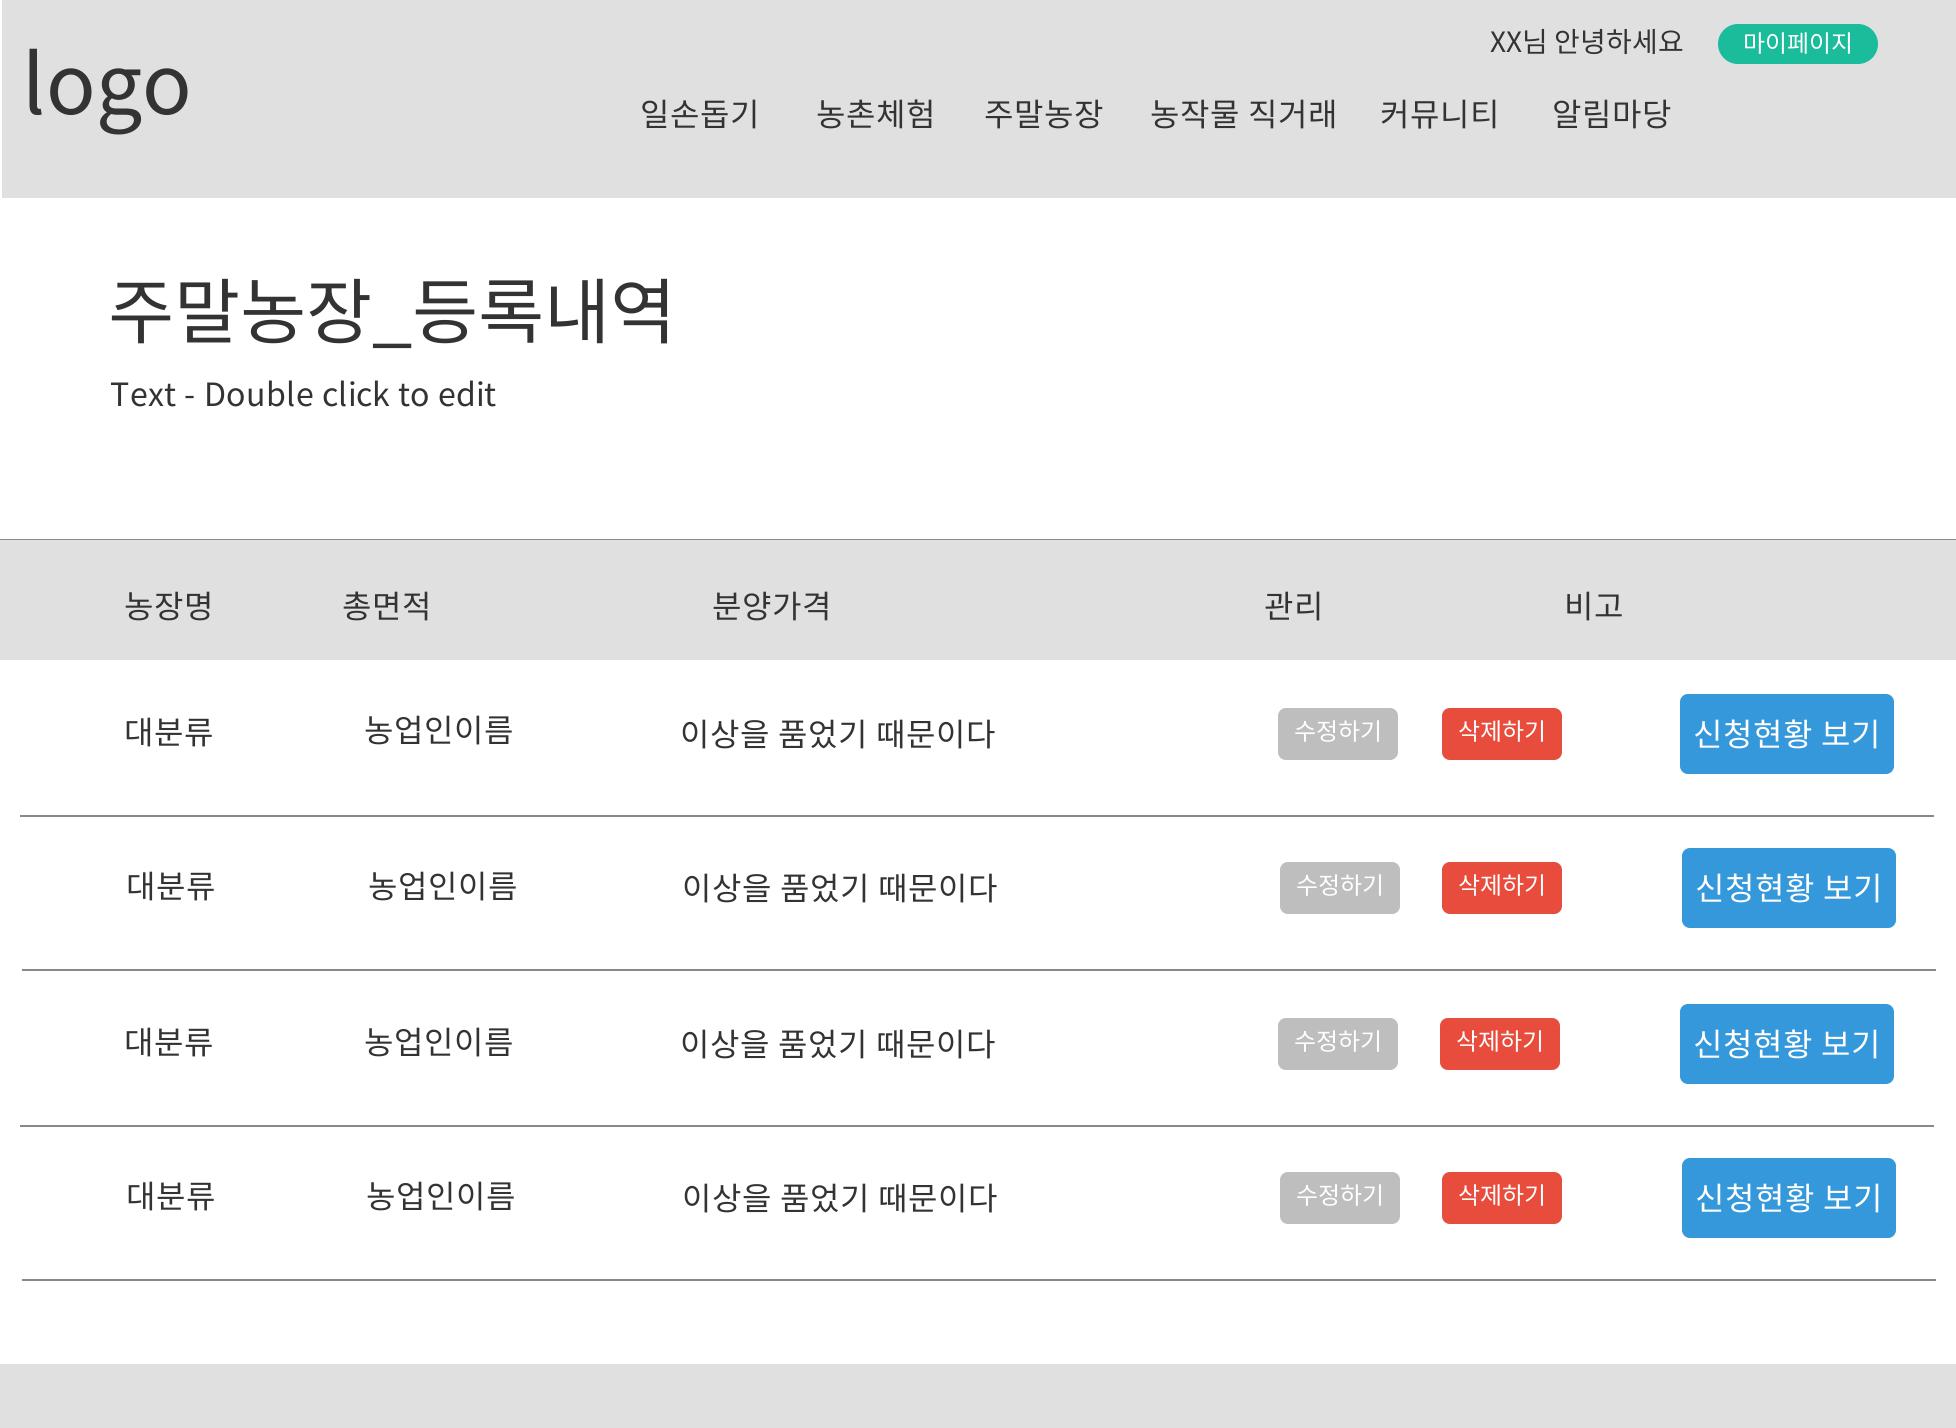 logo
XX님 안녕하세요 마이페이지
일손돕기 농촌체험 주말농장 농작물 직거래 커뮤니티 알림마당
주말농장_등록내역
Text - Double click to edit
농장명 총면적 분양가격 관리 비고
대분류 농업인이름 이상을 품었기 때문이다 수정하기 삭제하기 신청현황 보기
대분류 농업인이름 이상을 품었기 때문이다 수정하기 삭제하기 신청현황 보기
대분류 농업인이름 이상을 품었기 때문이다 수정하기 삭제하기 신청현황 보기
대분류 농업인이름 이상을 품었기 때문이다 수정하기 삭제하기 신청현황 보기